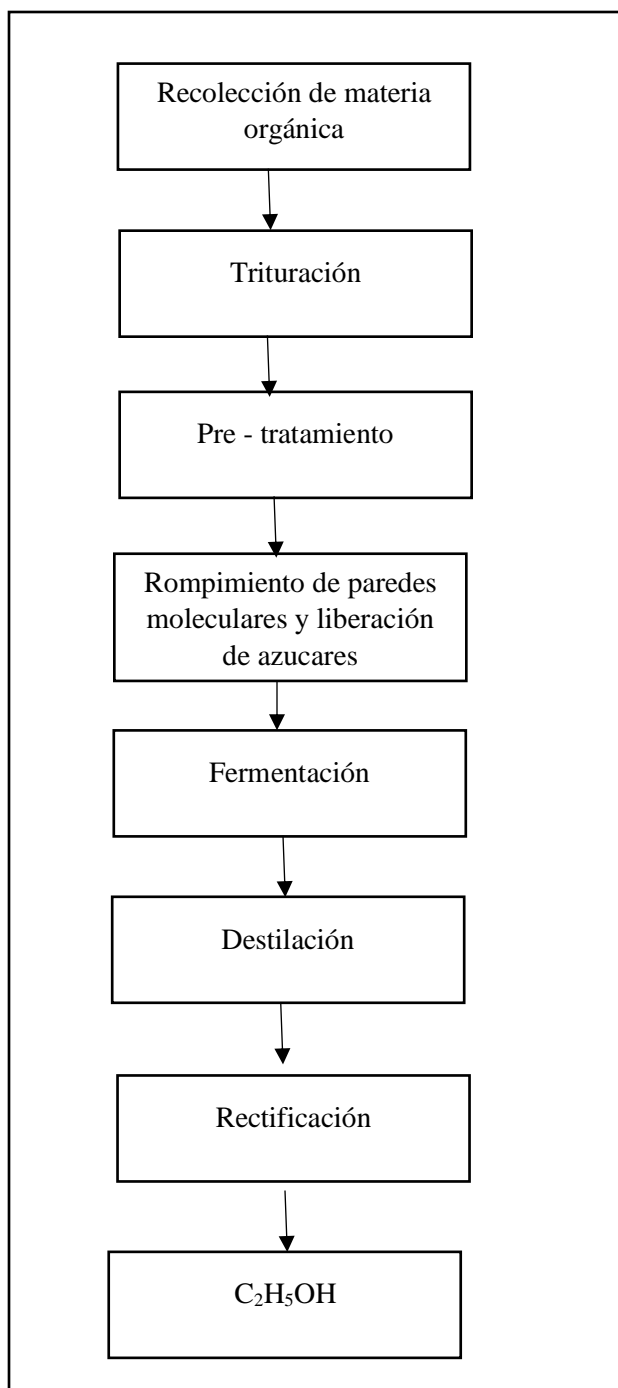 Recolección de materia
orgánica
Trituración
Pre - tratamiento
Rompimiento de paredes
moleculares y liberación
de azucares
Fermentación
Destilación
Rectificación
C₂H₅OH